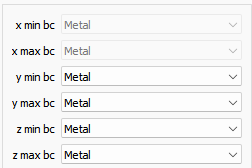 x min bc Metal
x max bc Metal
y min bc Metal
y max bc Metal
z min bc Metal
z max bc Metal